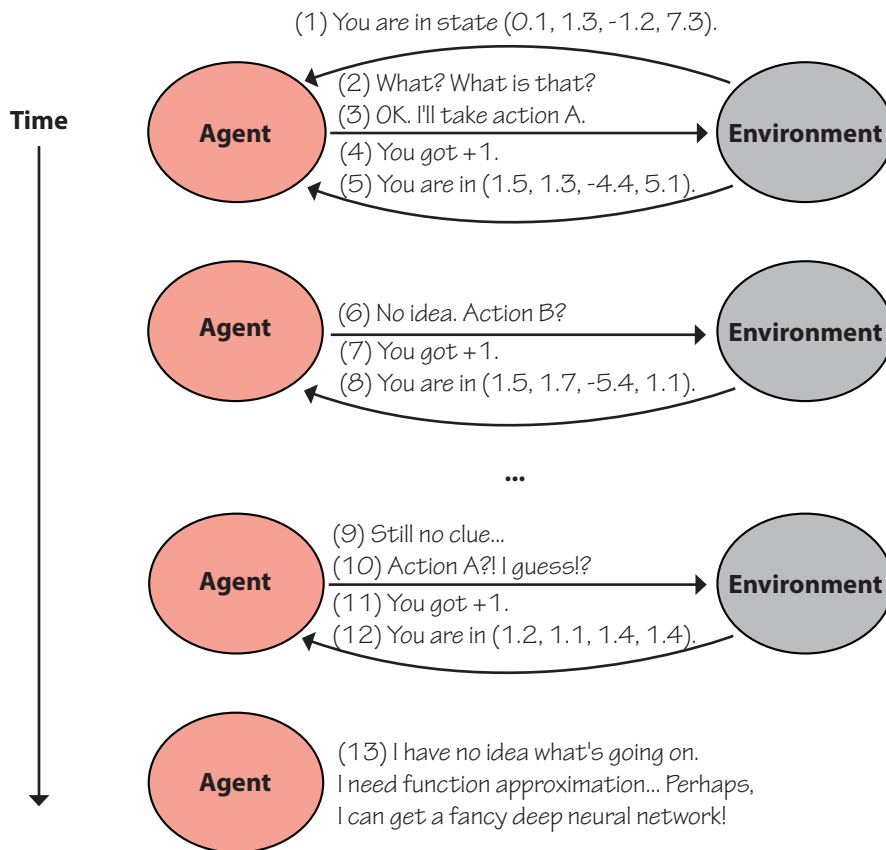 (1) You are in state (0.1, 1.3, -1.2, 7.3).
Time
Agent
(2) What? What is that?
(3) OK. I'll take action A.
(4) You got +1.
(5) You are in (1.5, 1.3, -4.4, 5.1).
Environment
Agent
(6) No idea. Action B?
(7) You got +1.
(8) You are in (1.5, 1.7, -5.4, 1.1).
Environment
...
Agent
(9) Still no clue...
(10) Action A?! I guess!?
(11) You got +1.
(12) You are in (1.2, 1.1, 1.4, 1.4).
Environment
Agent
(13) I have no idea what's going on.
I need function approximation... Perhaps,
I can get a fancy deep neural network!